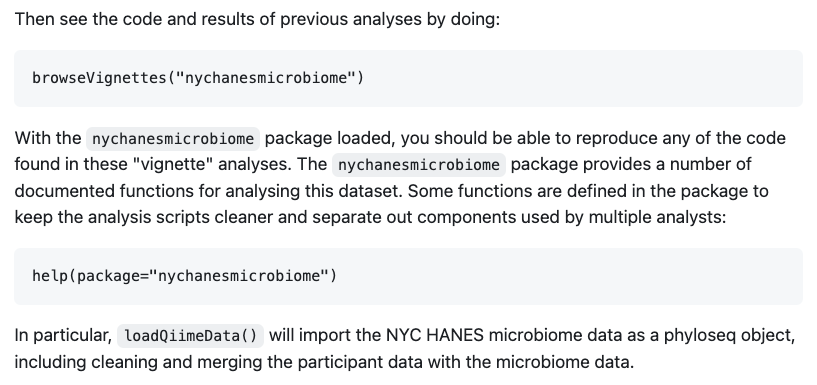 Then see the code and results of previous analyses by doing:
browseVignettes("nychanesmicrobiome")
With the nychanesmicrobiome package loaded, you should be able to reproduce any of the code
found in these "vignette" analyses. The nychanesmicrobiome package provides a number of
documented functions for analysing this dataset. Some functions are defined in the package to
keep the analysis scripts cleaner and separate out components used by multiple analysts:
help(package="nychanesmicrobiome")
In particular, loadQiimeData() will import the NYC HANES microbiome data as a phyloseq object,
including cleaning and merging the participant data with the microbiome data.